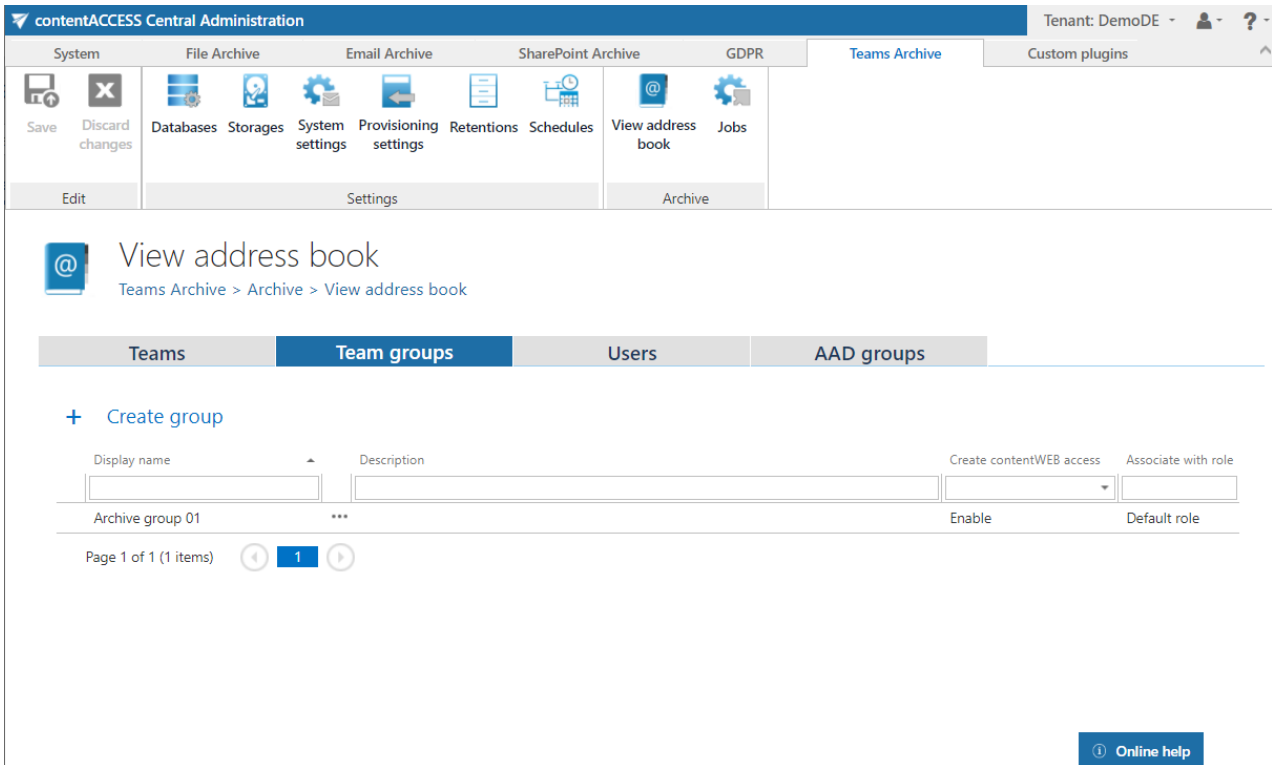 contentACCESS Central Administration
Tenant: DemoDE
?
System File Archive Email Archive SharePoint Archive GDPR Teams Archive Custom plugins
Save Discard changes Databases Storages System settings Provisioning settings Retentions Schedules View address book Jobs
Edit Settings Archive
@
View address book
Teams Archive > Archive > View address book
Teams Team groups Users AAD groups
+ Create group
Display name Description Create contentWEB access Associate with role
Archive group 01 ••• Enable Default role
Page 1 of 1 (1 items) 1
Online help